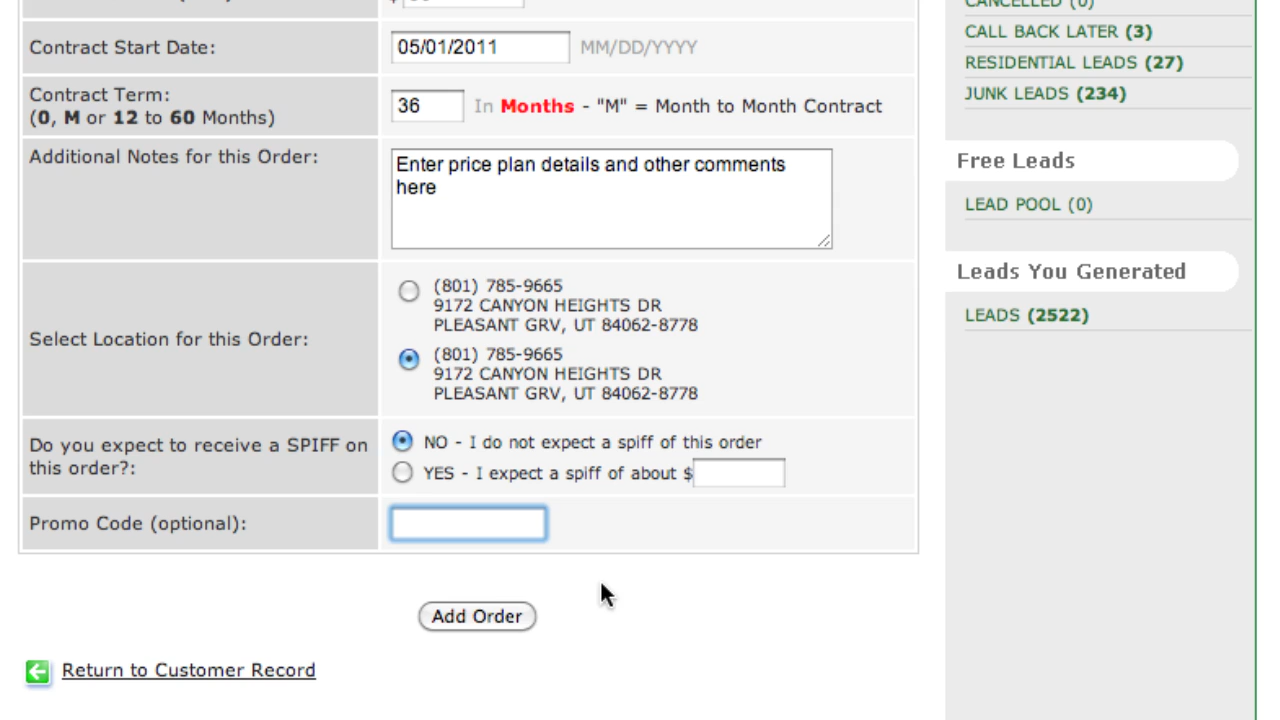 $
Contract Start Date:
05/01/2011 MM/DD/YYYY
Contract Term:
(0, M or 12 to 60 Months)
36 In Months - "M" = Month to Month Contract
Additional Notes for this Order:
Enter price plan details and other comments
here
Select Location for this Order:
(801) 785-9665
9172 CANYON HEIGHTS DR
PLEASANT GRV, UT 84062-8778
(801) 785-9665
9172 CANYON HEIGHTS DR
PLEASANT GRV, UT 84062-8778
Do you expect to receive a SPIFF on
this order?:
NO - I do not expect a spiff of this order
YES - I expect a spiff of about $
Promo Code (optional):
Add Order
Return to Customer Record
CANCELLED (0)
CALL BACK LATER (3)
RESIDENTIAL LEADS (27)
JUNK LEADS (234)
Free Leads
LEAD POOL (0)
Leads You Generated
LEADS (2522)